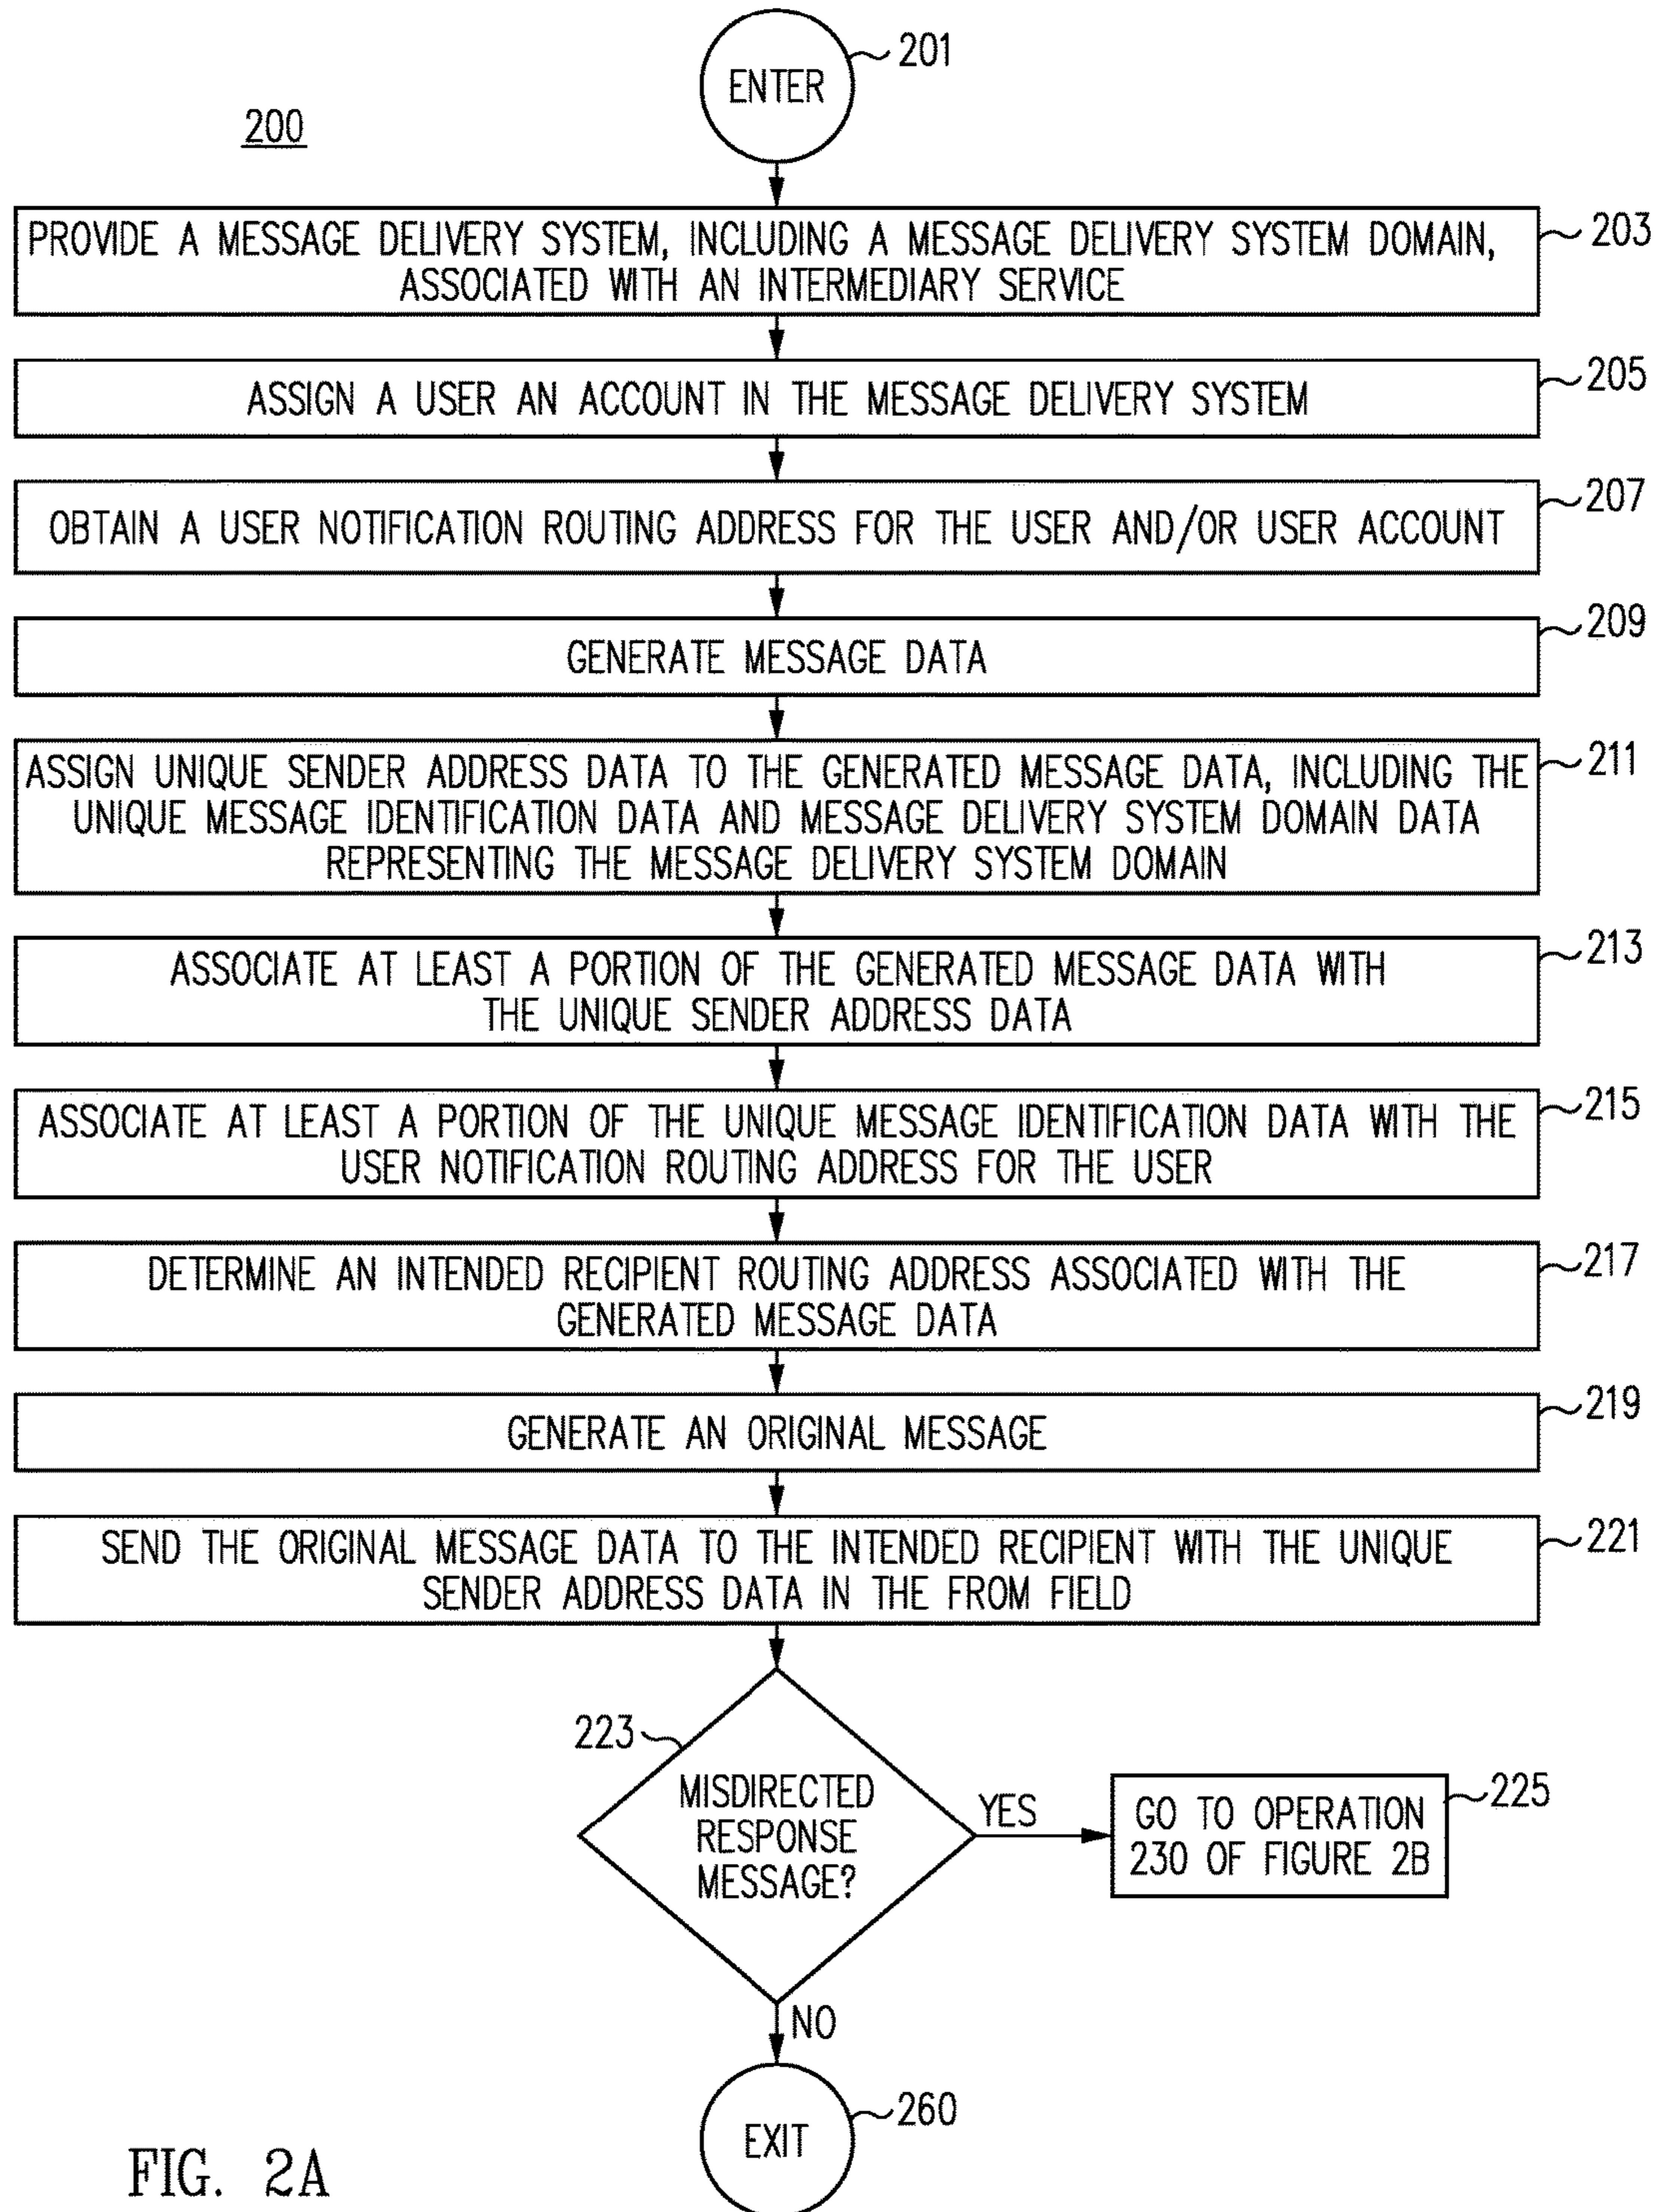 ENTER
201
200
PROVIDE A MESSAGE DELIVERY SYSTEM, INCLUDING A MESSAGE DELIVERY SYSTEM DOMAIN,
ASSOCIATED WITH AN INTERMEDIARY SERVICE
203
ASSIGN A USER AN ACCOUNT IN THE MESSAGE DELIVERY SYSTEM
205
OBTAIN A USER NOTIFICATION ROUTING ADDRESS FOR THE USER AND/OR USER ACCOUNT
207
GENERATE MESSAGE DATA
209
ASSIGN UNIQUE SENDER ADDRESS DATA TO THE GENERATED MESSAGE DATA, INCLUDING THE
UNIQUE MESSAGE IDENTIFICATION DATA AND MESSAGE DELIVERY SYSTEM DOMAIN DATA
REPRESENTING THE MESSAGE DELIVERY SYSTEM DOMAIN
211
ASSOCIATE AT LEAST A PORTION OF THE GENERATED MESSAGE DATA WITH
THE UNIQUE SENDER ADDRESS DATA
213
ASSOCIATE AT LEAST A PORTION OF THE UNIQUE MESSAGE IDENTIFICATION DATA WITH THE
USER NOTIFICATION ROUTING ADDRESS FOR THE USER
215
DETERMINE AN INTENDED RECIPIENT ROUTING ADDRESS ASSOCIATED WITH THE
GENERATED MESSAGE DATA
217
GENERATE AN ORIGINAL MESSAGE
219
SEND THE ORIGINAL MESSAGE DATA TO THE INTENDED RECIPIENT WITH THE UNIQUE
SENDER ADDRESS DATA IN THE FROM FIELD
221
223
MISDIRECTED
RESPONSE
MESSAGE?
YES
GO TO OPERATION
230 OF FIGURE 2B
225
NO
EXIT
260
FIG. 2A